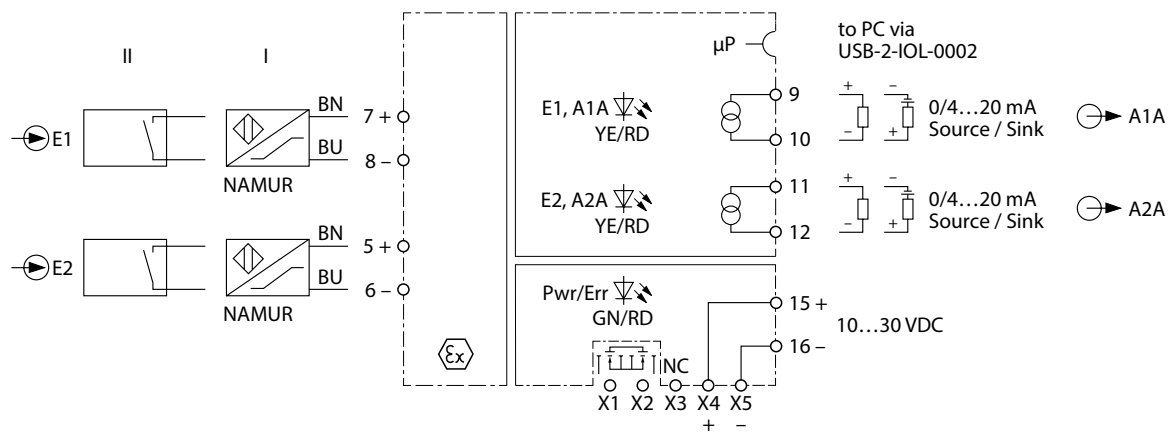 II
I
E1
BN
BU
NAMUR
7 +
8 –
E2
BN
BU
NAMUR
5 +
6 –
Ex
µP
to PC via
USB-2-IOL-0002
E1, A1A
YE/RD
9
10
+
–
–
+
0/4…20 mA
Source / Sink
A1A
E2, A2A
YE/RD
11
12
+
–
–
+
0/4…20 mA
Source / Sink
A2A
Pwr/Err
GN/RD
15 +
16 –
10…30 VDC
NC
X1 X2 X3 X4 X5
+ –